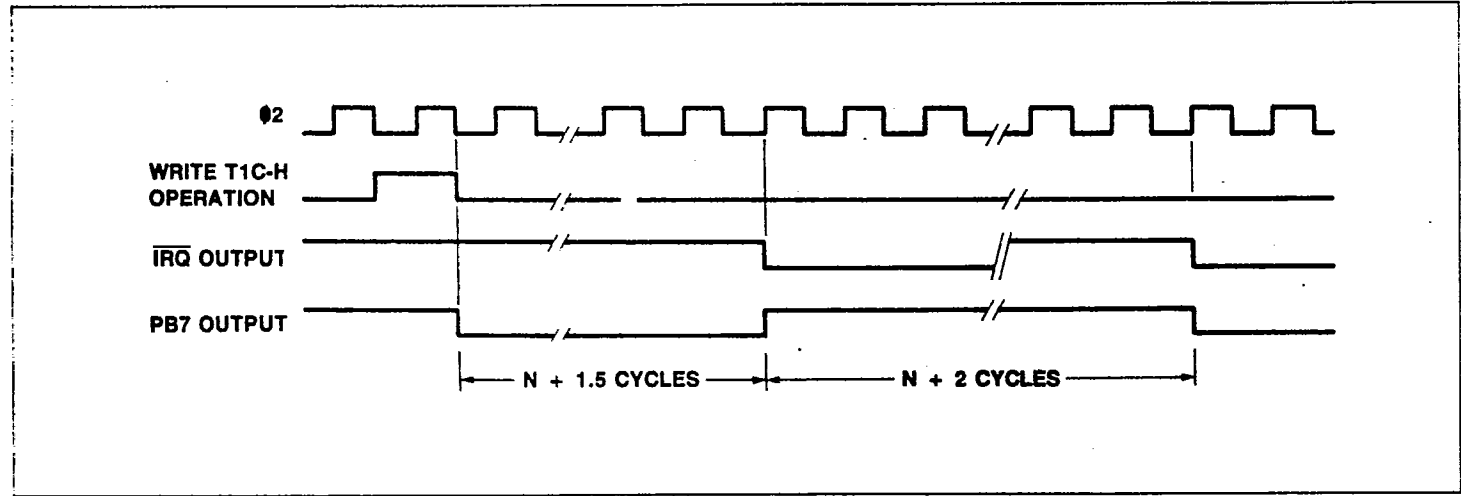 φ2
WRITE T1C-H
OPERATION
IRQ OUTPUT
PB7 OUTPUT
N + 1.5 CYCLES
N + 2 CYCLES